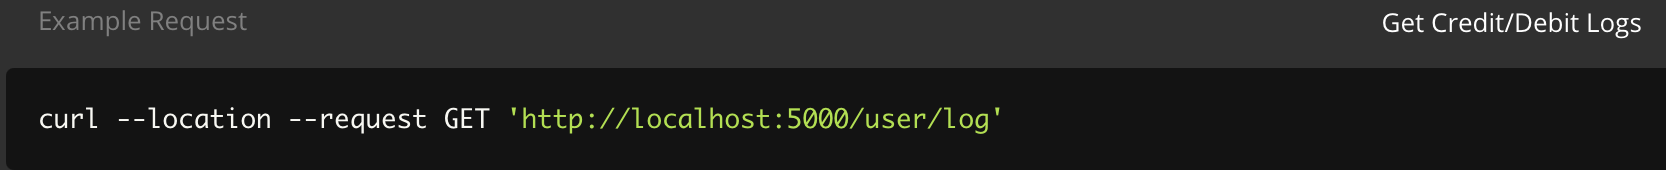 Example Request
Get Credit/Debit Logs
curl --location --request GET 'http://localhost:5000/user/log'